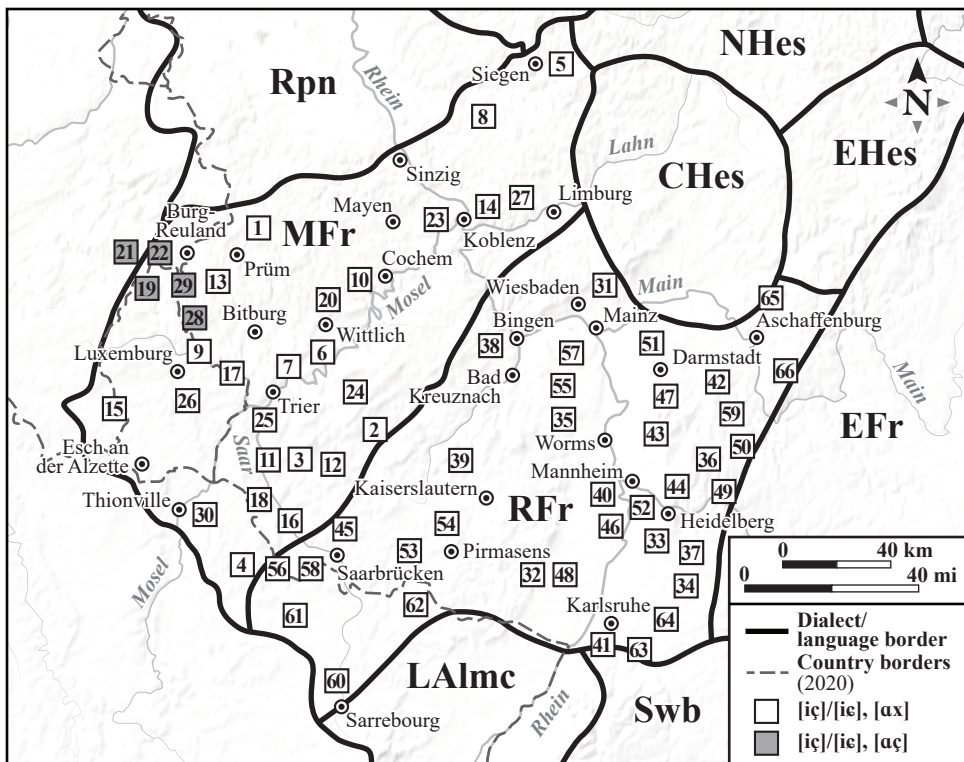 NHes
5
Siegen
Rpn
Rhein
N
8
Lahn
CHes
EHes
Sinzig
Mayen
23
14
27
Limburg
Koblenz
Burg-
Reuland
1
MFr
21
22
Prüm
Cochem
19
29
13
10
Mosel
Wiesbaden
31
Main
65
28
20
Bitburg
Wittlich
Bingen
Mainz
Aschaffenburg
Luxemburg
9
6
38
57
51
Darmstadt
66
17
7
Bad
Kreuznach
55
42
Main
26
Trier
24
47
15
25
2
35
59
Worms
43
50
EFr
Esch an
der Alzette
Saar
11
3
12
39
Mannheim
36
Kaiserslautern
40
44
49
Thionville
30
18
16
45
54
RFr
46
52
Heidelberg
33
4
56
58
Saarbrücken
53
Pirmasens
37
Mosel
32
48
34
61
62
Karlsruhe
64
41
63
60
LAlmc
Sarrebourg
Rhein
Swb
0 40 km
0 40 mi
Dialect/
language border
Country borders
(2020)
[iç]/[iɕ], [ɑx]
[iç]/[iɕ], [ɑç]